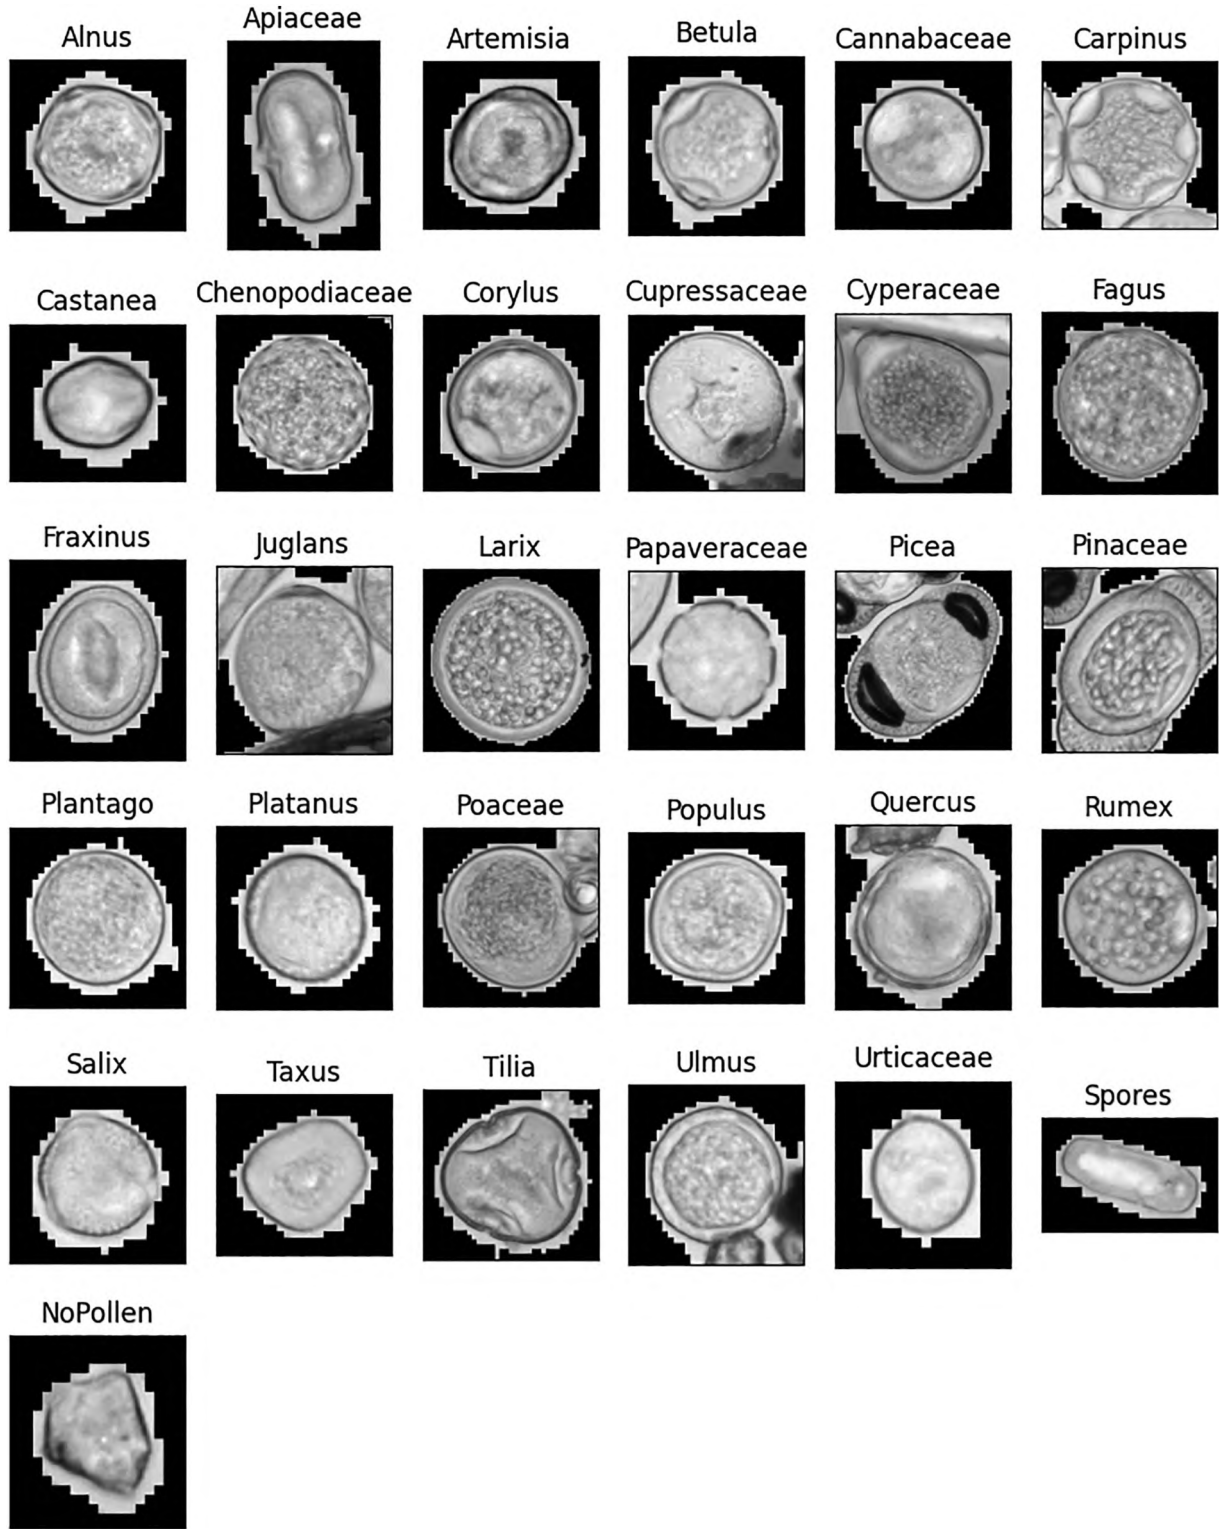 Alnus
Apiaceae
Artemisia
Betula
Cannabaceae
Carpinus
Castanea
Chenopodiaceae
Corylus
Cupressaceae
Cyperaceae
Fagus
Fraxinus
Juglans
Larix
Papaveraceae
Picea
Pinaceae
Plantago
Platanus
Poaceae
Populus
Quercus
Rumex
Salix
Taxus
Tilia
Ulmus
Urticaceae
Spores
NoPollen